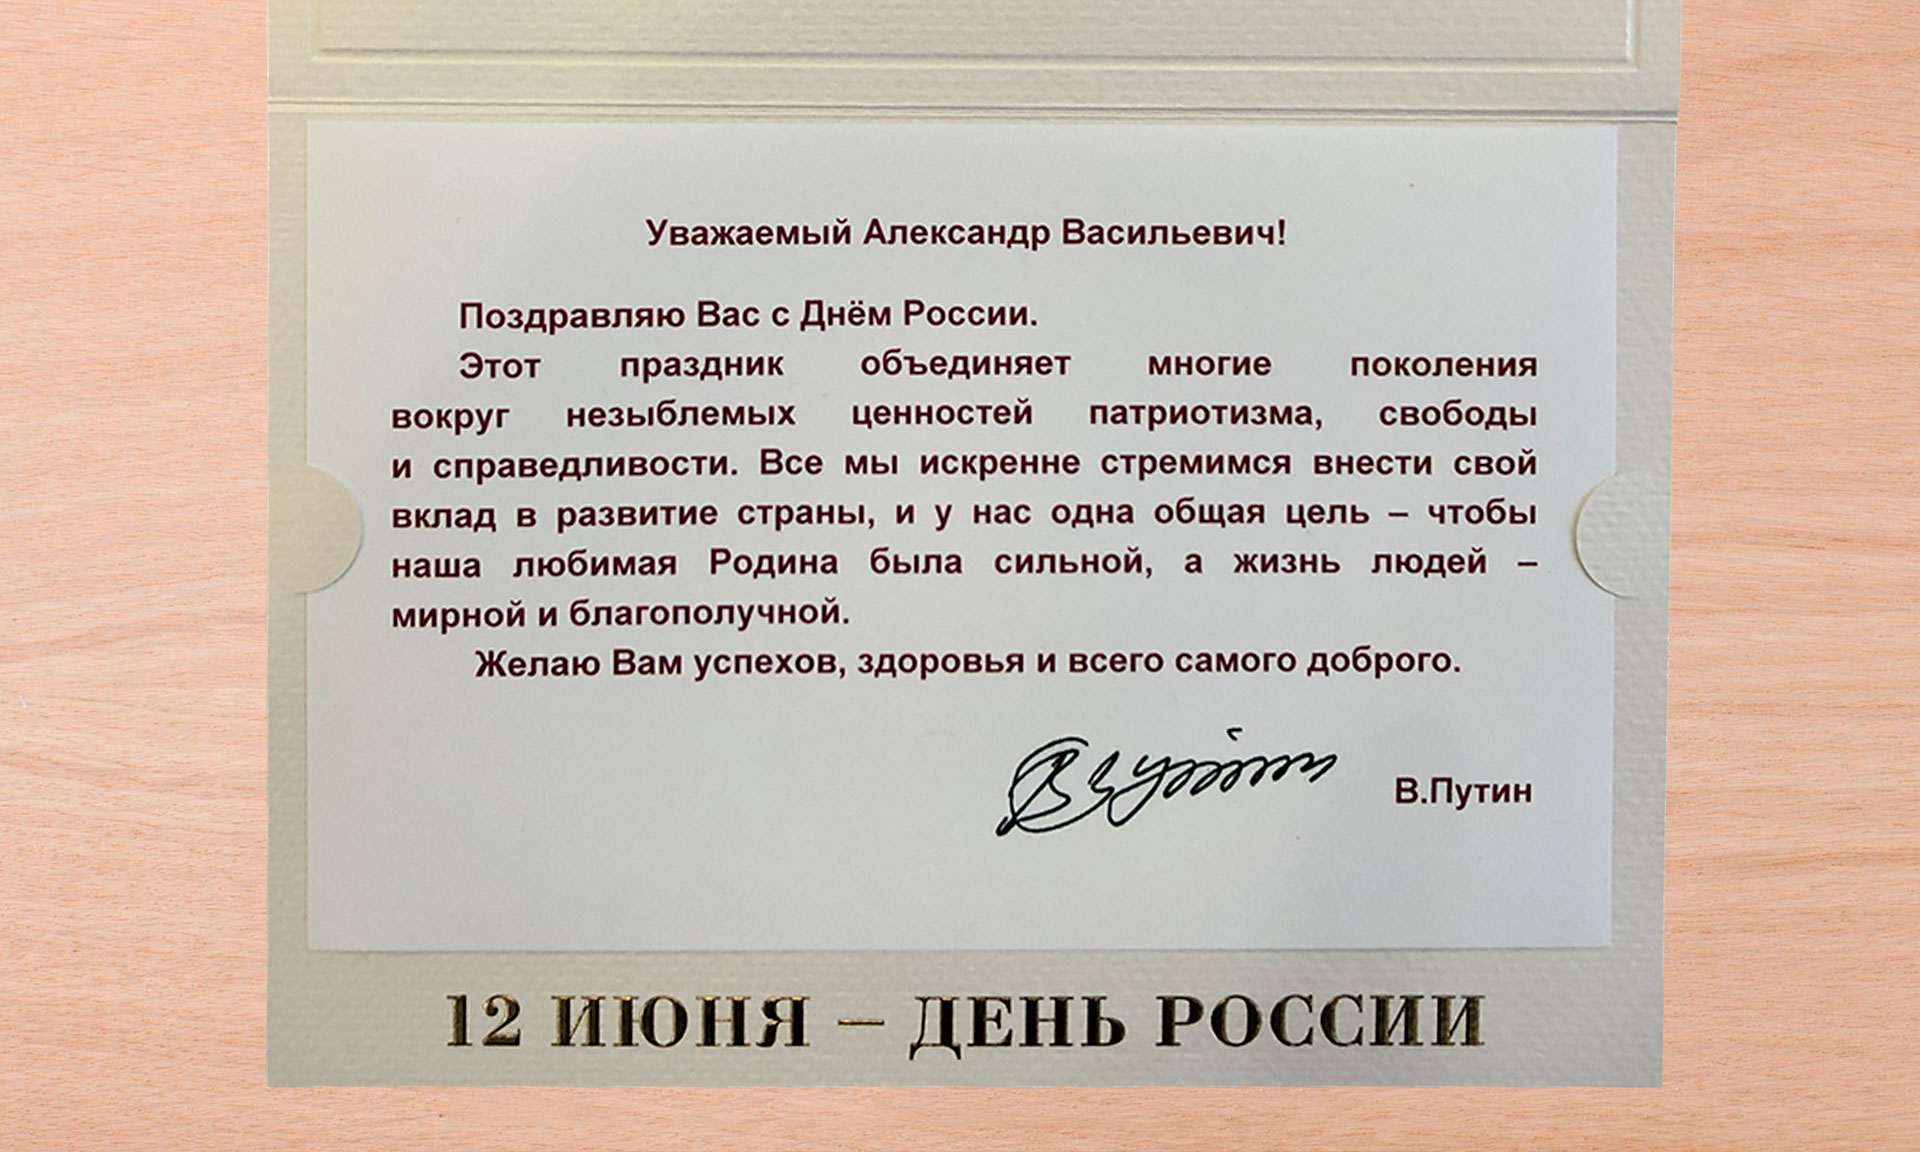 Уважаемый Александр Васильевич!
Поздравляю Вас с Днём России.
Этот праздник объединяет многие поколения
вокруг незыблемых ценностей патриотизма, свободы
и справедливости. Все мы искренне стремимся внести свой
вклад в развитие страны, и у нас одна общая цель – чтобы
наша любимая Родина была сильной, а жизнь людей –
мирной и благополучной.
Желаю Вам успехов, здоровья и всего самого доброго.
В.Путин
12 ИЮНЯ – ДЕНЬ РОССИИ